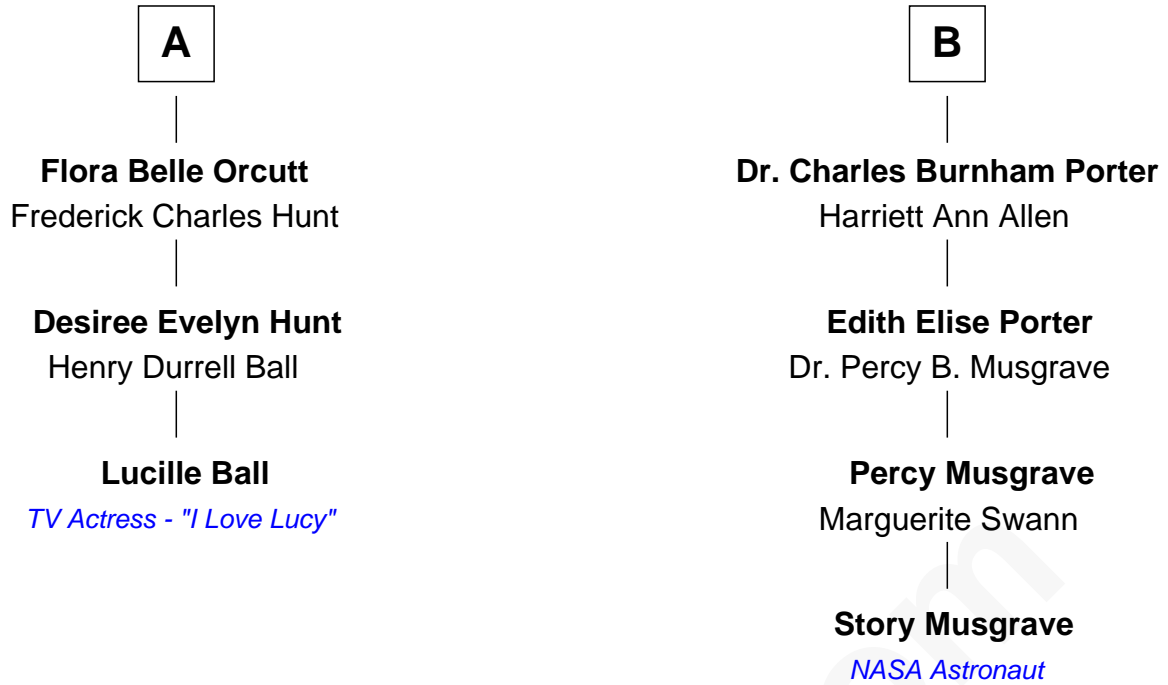 A
Flora Belle Orcutt
Frederick Charles Hunt
Desiree Evelyn Hunt
Henry Durrell Ball
Lucille Ball
TV Actress - "I Love Lucy"
B
Dr. Charles Burnham Porter
Harriett Ann Allen
Edith Elise Porter
Dr. Percy B. Musgrave
Percy Musgrave
Marguerite Swann
Story Musgrave
NASA Astronaut